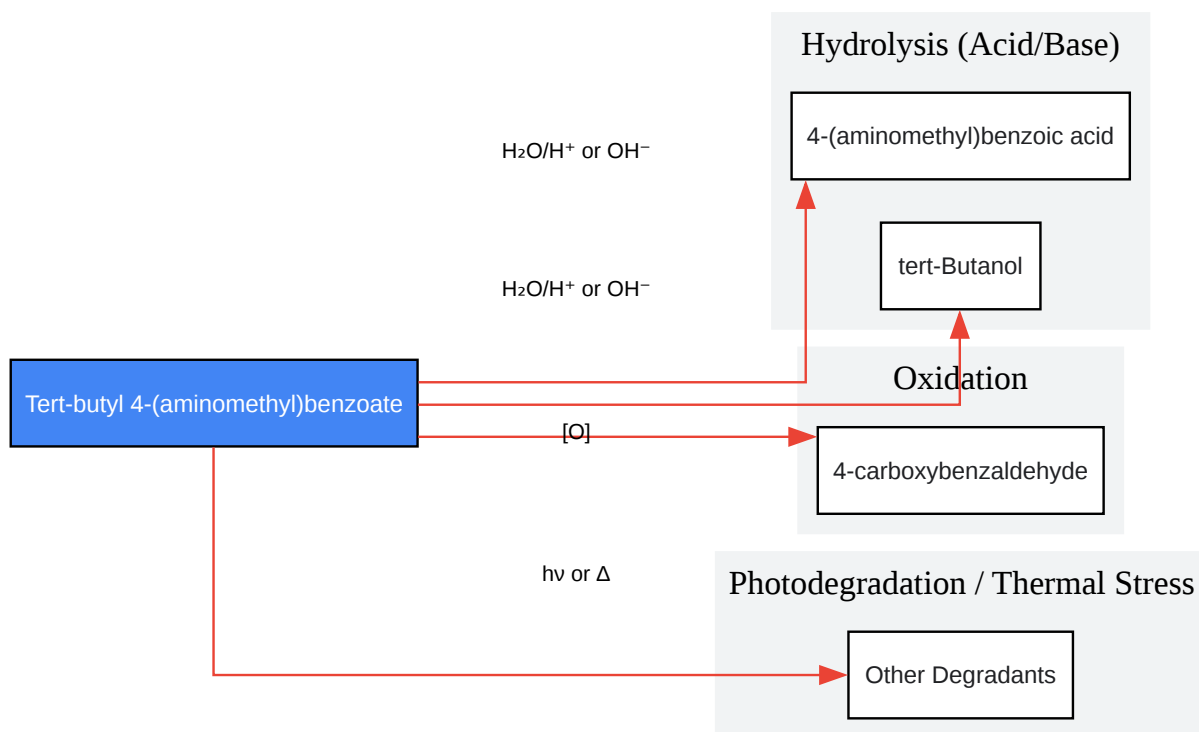 Hydrolysis (Acid/Base)
4-(aminomethyl)benzoic acid
H₂O/H⁺ or OH⁻
tert-Butanol
H₂O/H⁺ or OH⁻
Oxidation
Tert-butyl 4-(aminomethyl)benzoate
[O]
4-carboxybenzaldehyde
hν or Δ
Photodegradation / Thermal Stress
Other Degradants